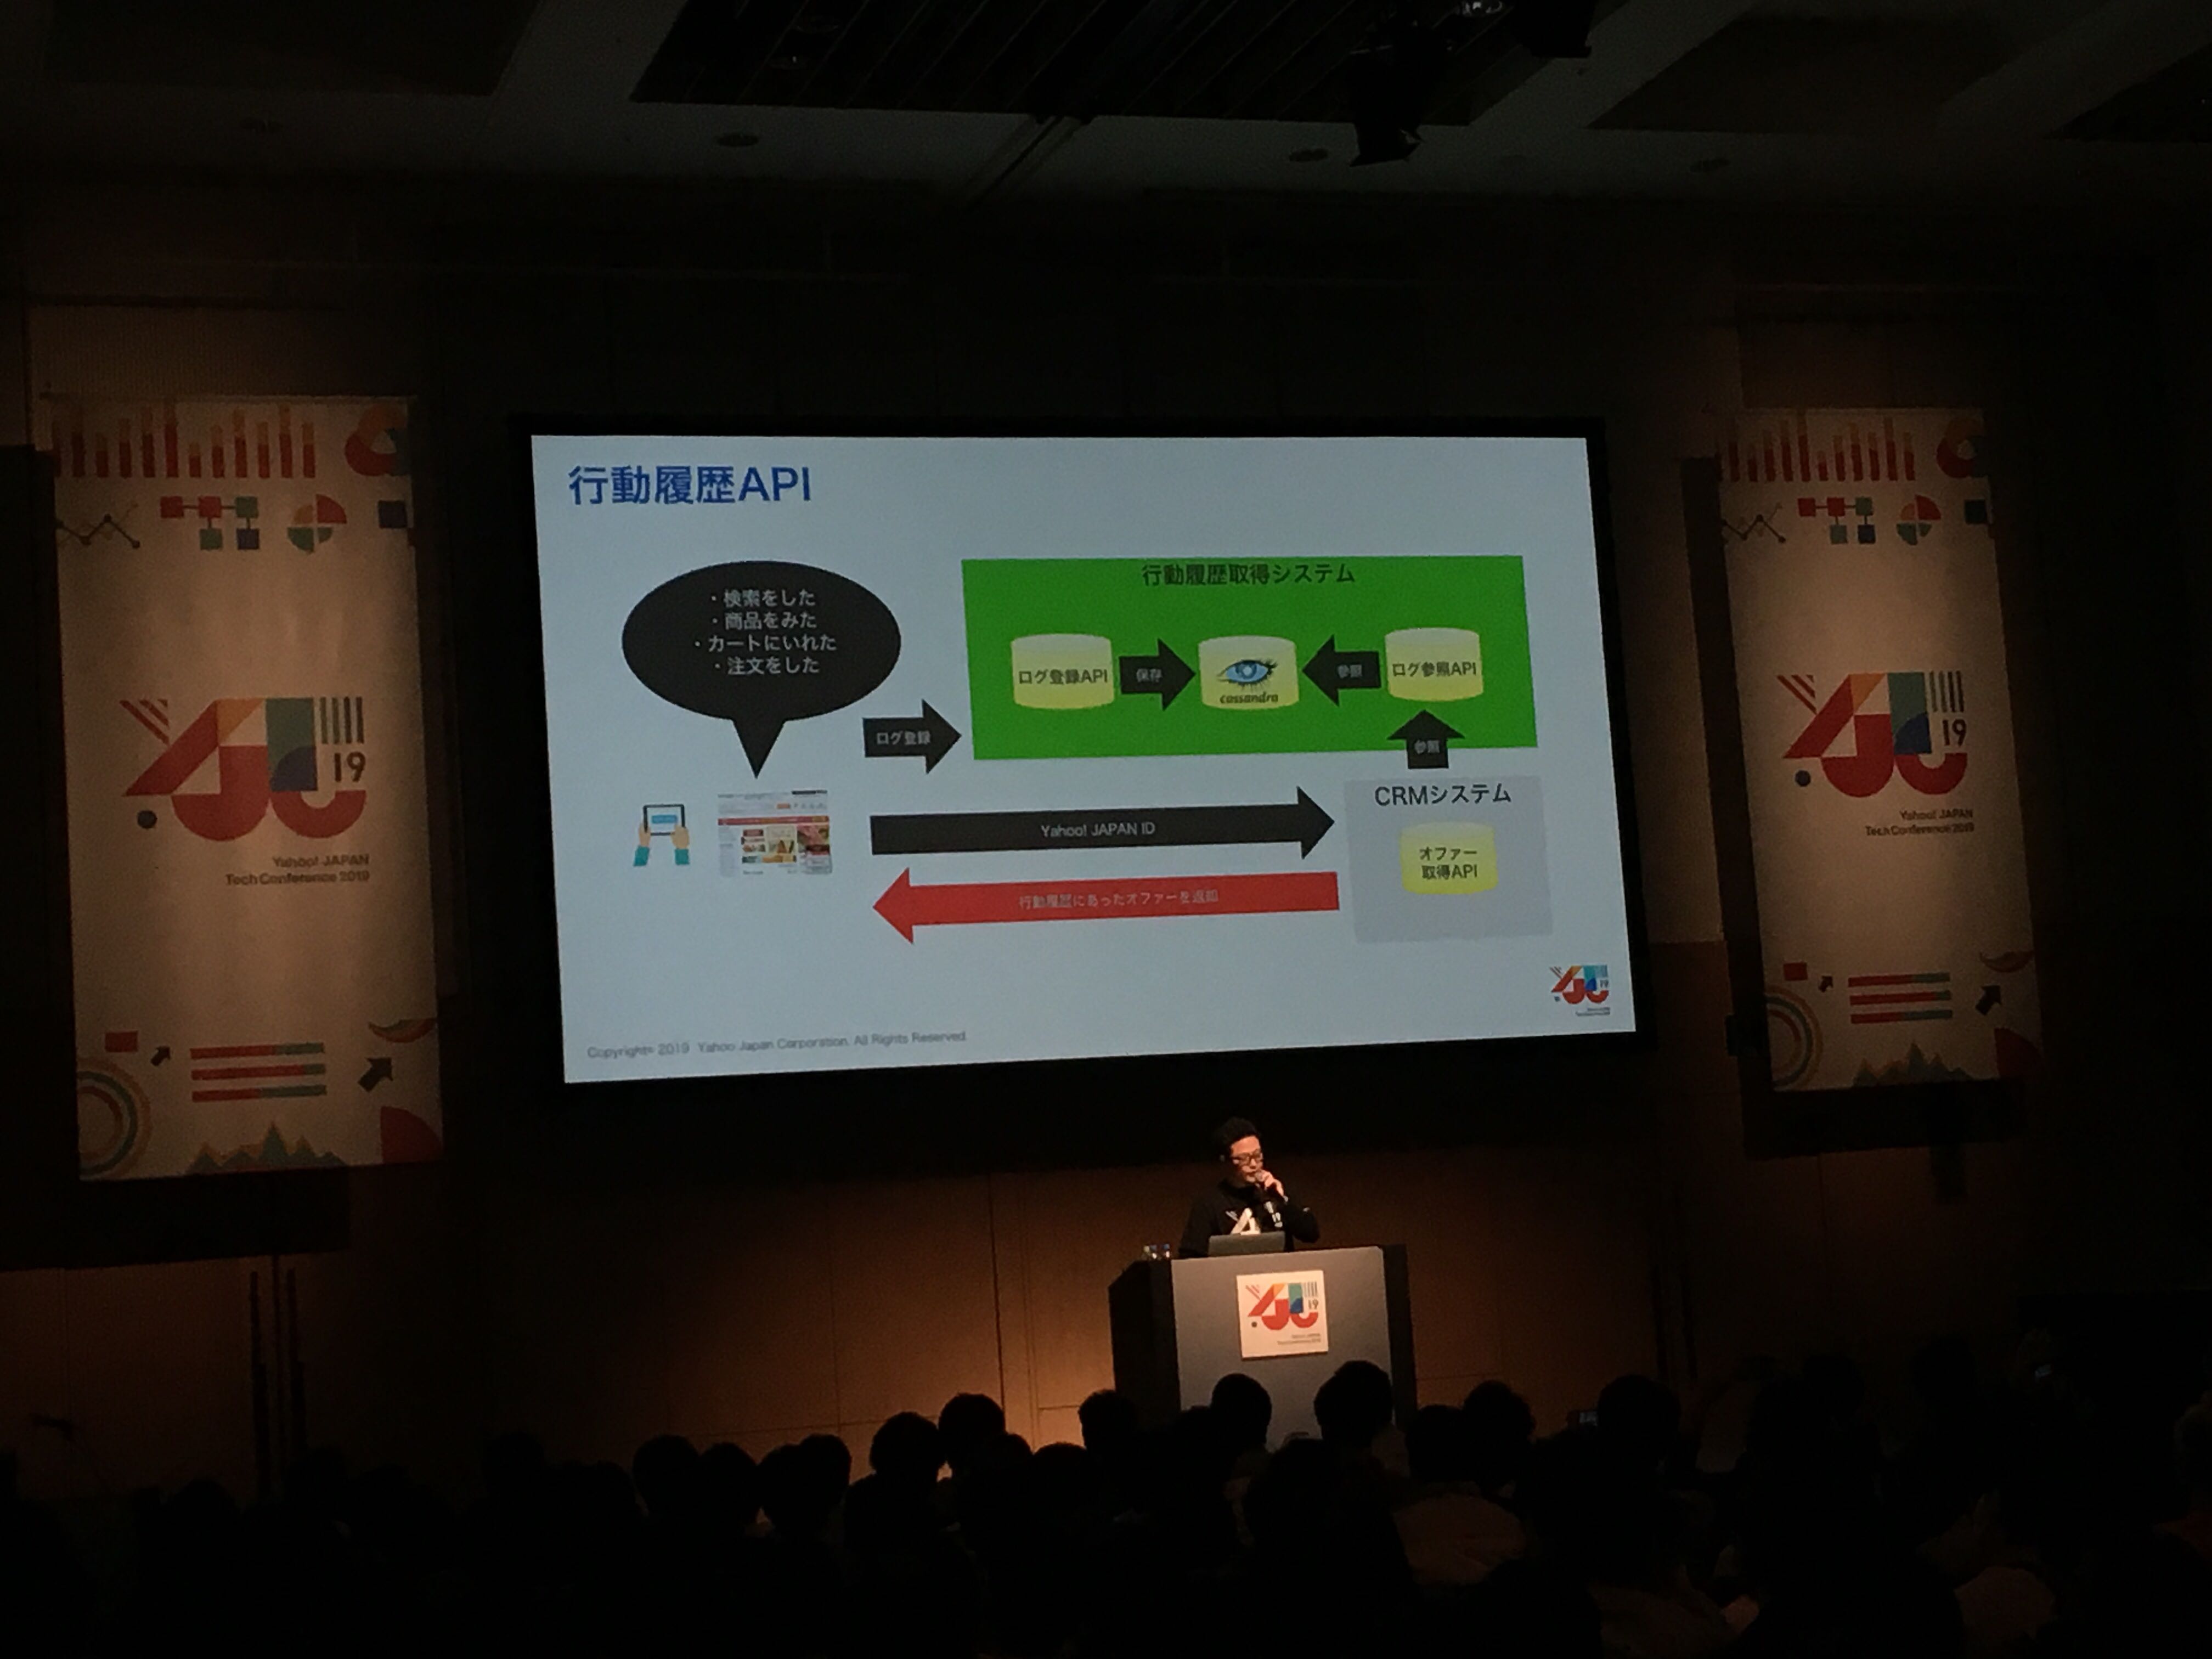 行動履歴API
・検索をした
・商品をみた
・カートにいれた
・注文をした
行動履歴取得システム
ログ登録API
保存
cassandra
参照
ログ参照API
ログ登録
参照
CRMシステム
Yahoo! JAPAN ID
オファー
取得API
行動履歴にあったオファーを返却
Copyright© 2019 Yahoo Japan Corporation. All Rights Reserved.
19
19
Yahoo! JAPAN
Tech Conference 2019
19
Yahoo! JAPAN
Tech Conference 2019
19
Yahoo! JAPAN
Tech Conference 2019